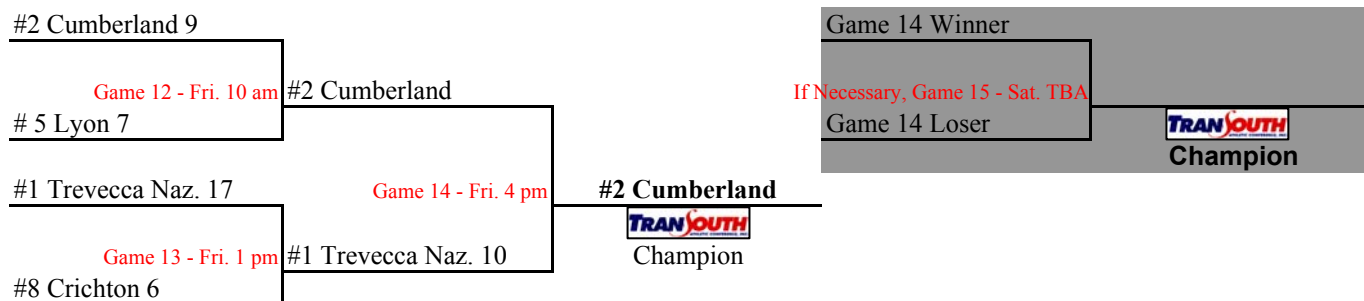 #2 Cumberland 9
Game 12 - Fri. 10 am
#2 Cumberland
# 5 Lyon 7
#1 Trevecca Naz. 17
Game 14 - Fri. 4 pm
#2 Cumberland
TRANSOUTH
Champion
Game 13 - Fri. 1 pm
#1 Trevecca Naz. 10
#8 Crichton 6
Game 14 Winner
If Necessary, Game 15 - Sat. TBA
Game 14 Loser
TRANSOUTH
Champion